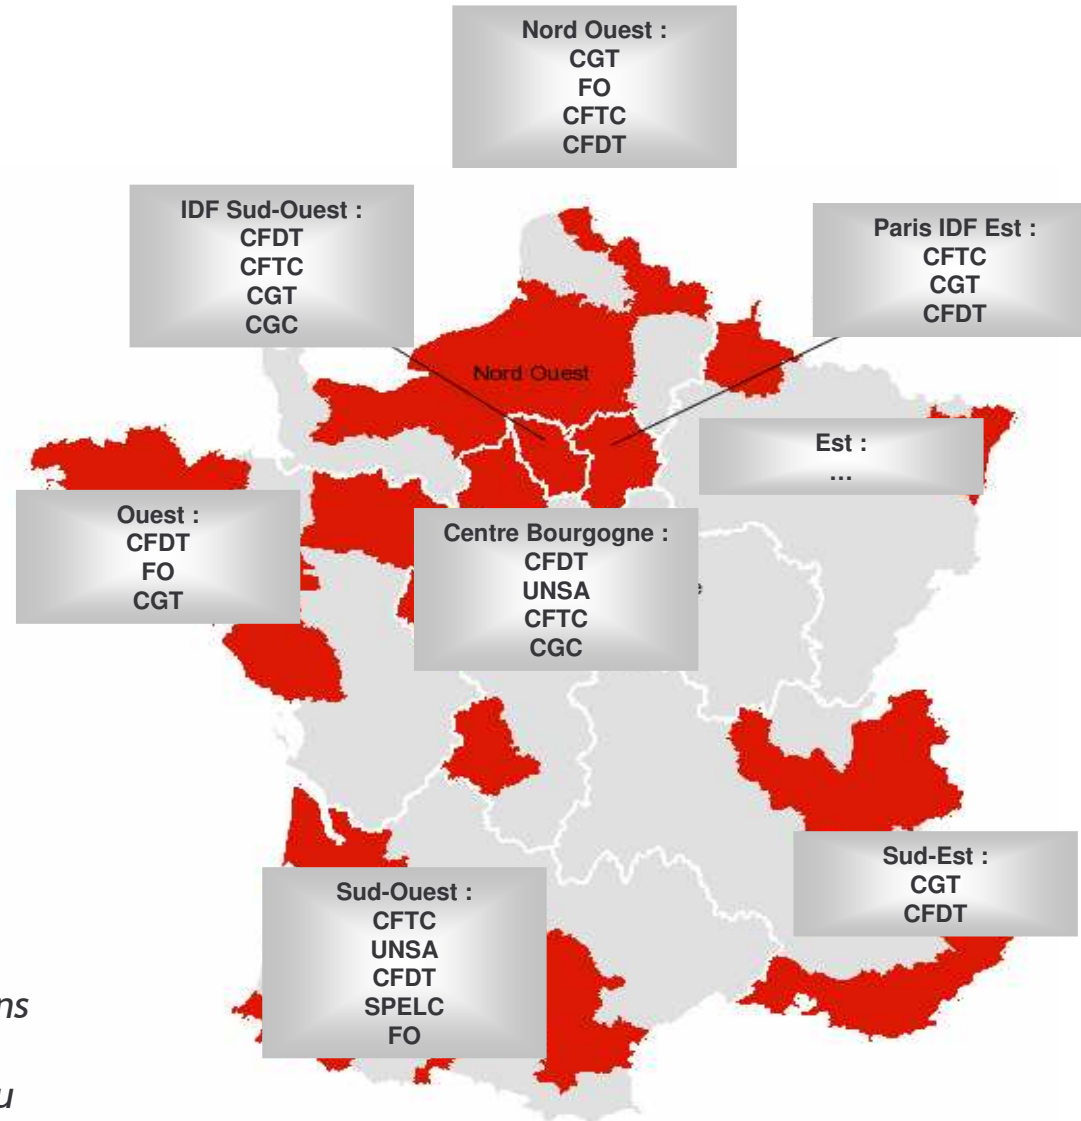 Nord Ouest :
CGT
FO
CFTC
CFDT
IDF Sud-Ouest :
CFDT
CFTC
CGT
CGC
Paris IDF Est :
CFTC
CGT
CFDT
Nord Ouest
Est :
...
Ouest :
CFDT
FO
CGT
Centre Bourgogne :
CFDT
UNSA
CFTC
CGC
Sud-Est :
CGT
CFDT
Sud-Ouest :
CFTC
UNSA
CFDT
SPELC
FO